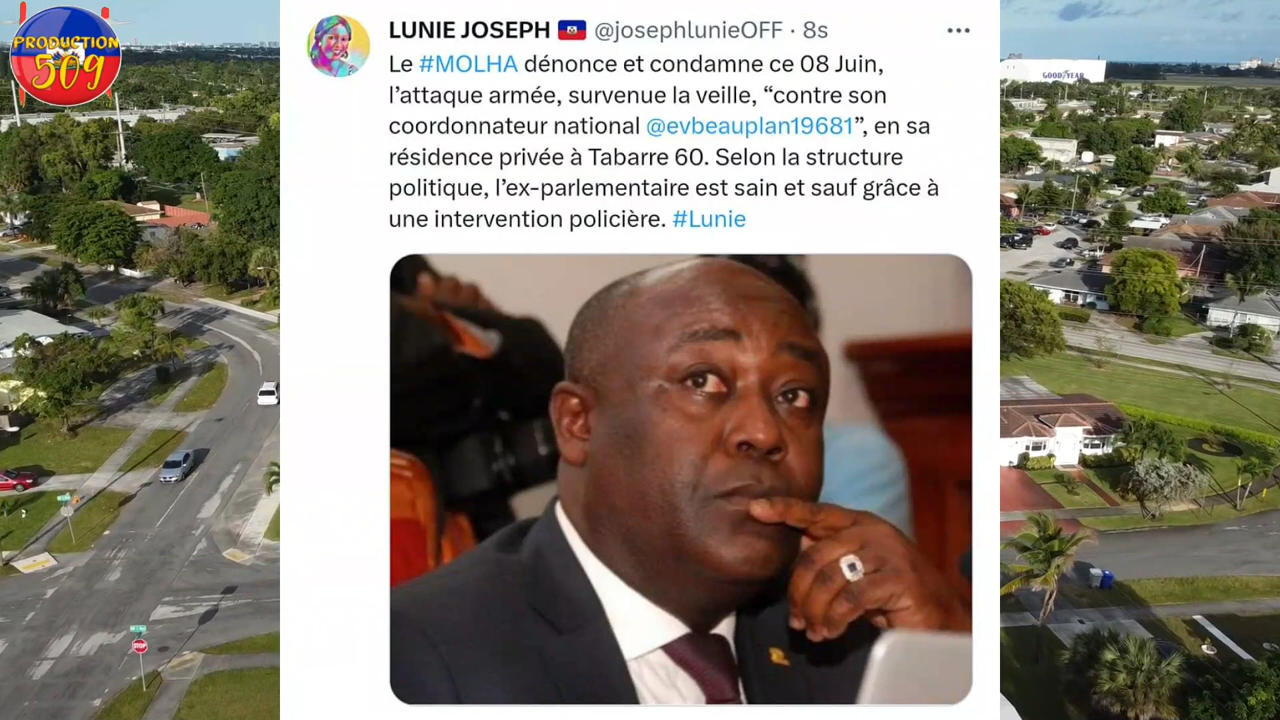 PRODUCTION
509
LUNIE JOSEPH @josephlunieOFF · 8s
Le #MOLHA dénonce et condamne ce 08 Juin,
l’attaque armée, survenue la veille, “contre son
coordonnateur national @evbeauplan19681”, en sa
résidence privée à Tabarre 60. Selon la structure
politique, l’ex-parlementaire est sain et sauf grâce à
une intervention policière. #Lunie
GOODYEAR
STOP